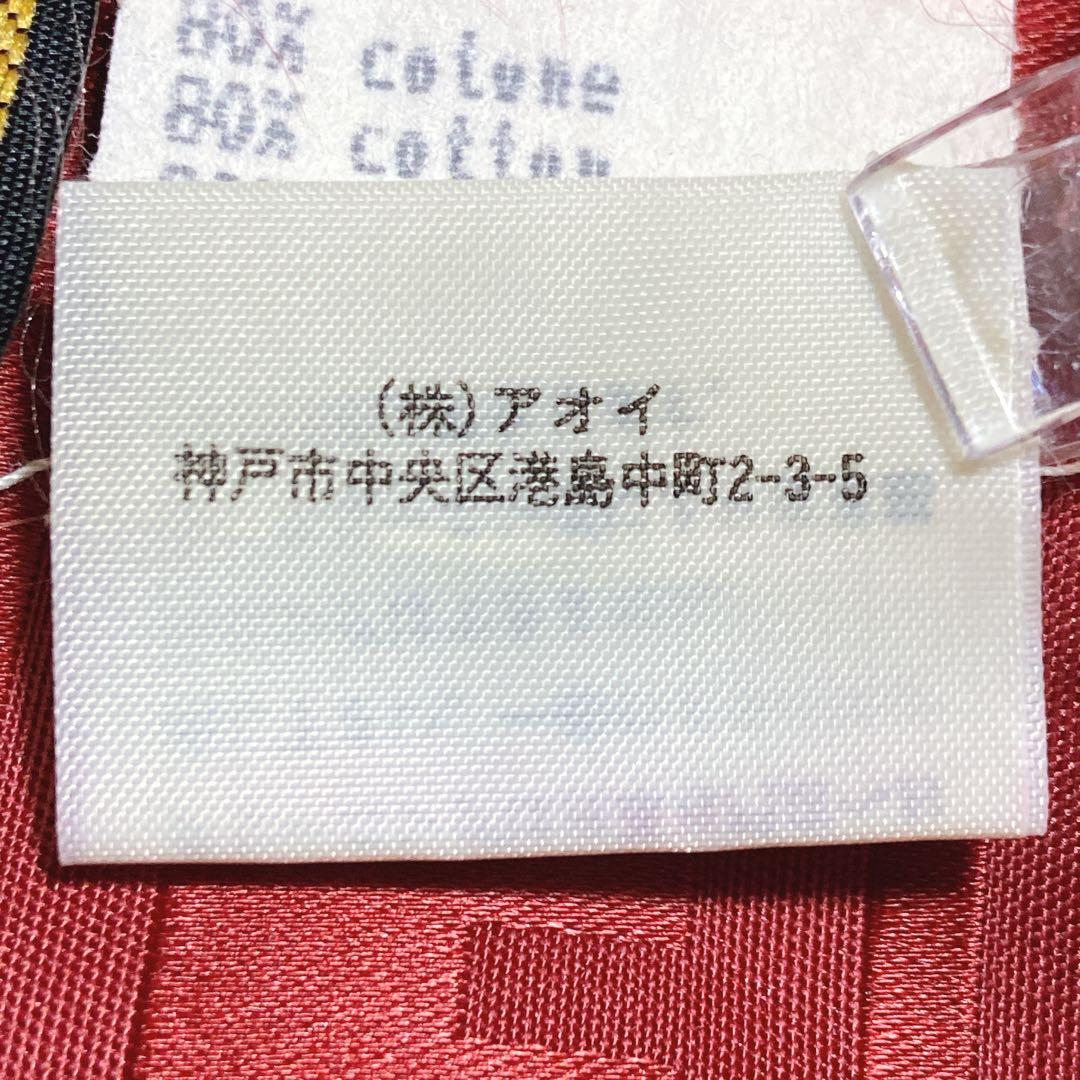 80% cotone
80% cotton
(株)アオイ
神戸市中央区港島中町2-3-5